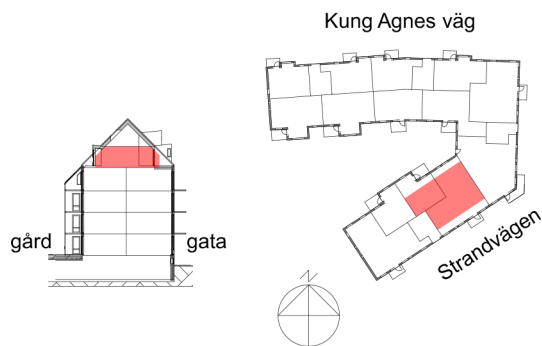 Kung Agnes väg
gård
gata
Strandvägen
N